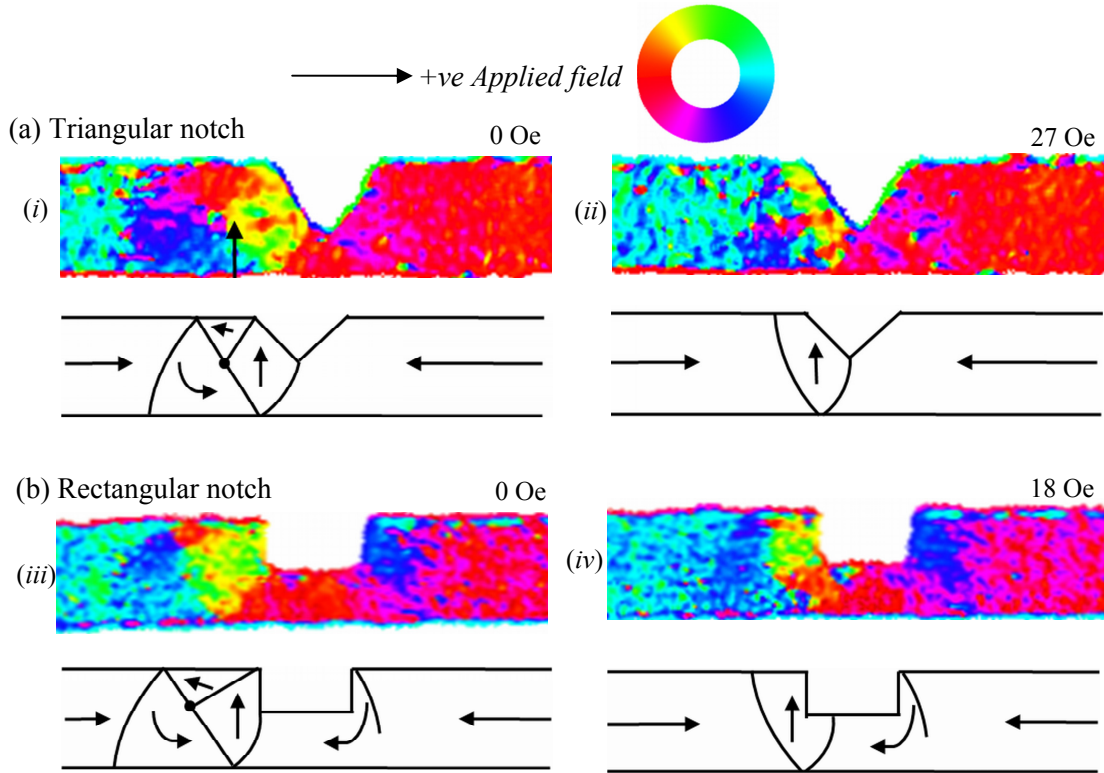 +ve Applied field
(a) Triangular notch
0 Oe
27 Oe
(i)
(ii)
(b) Rectangular notch
0 Oe
18 Oe
(iii)
(iv)